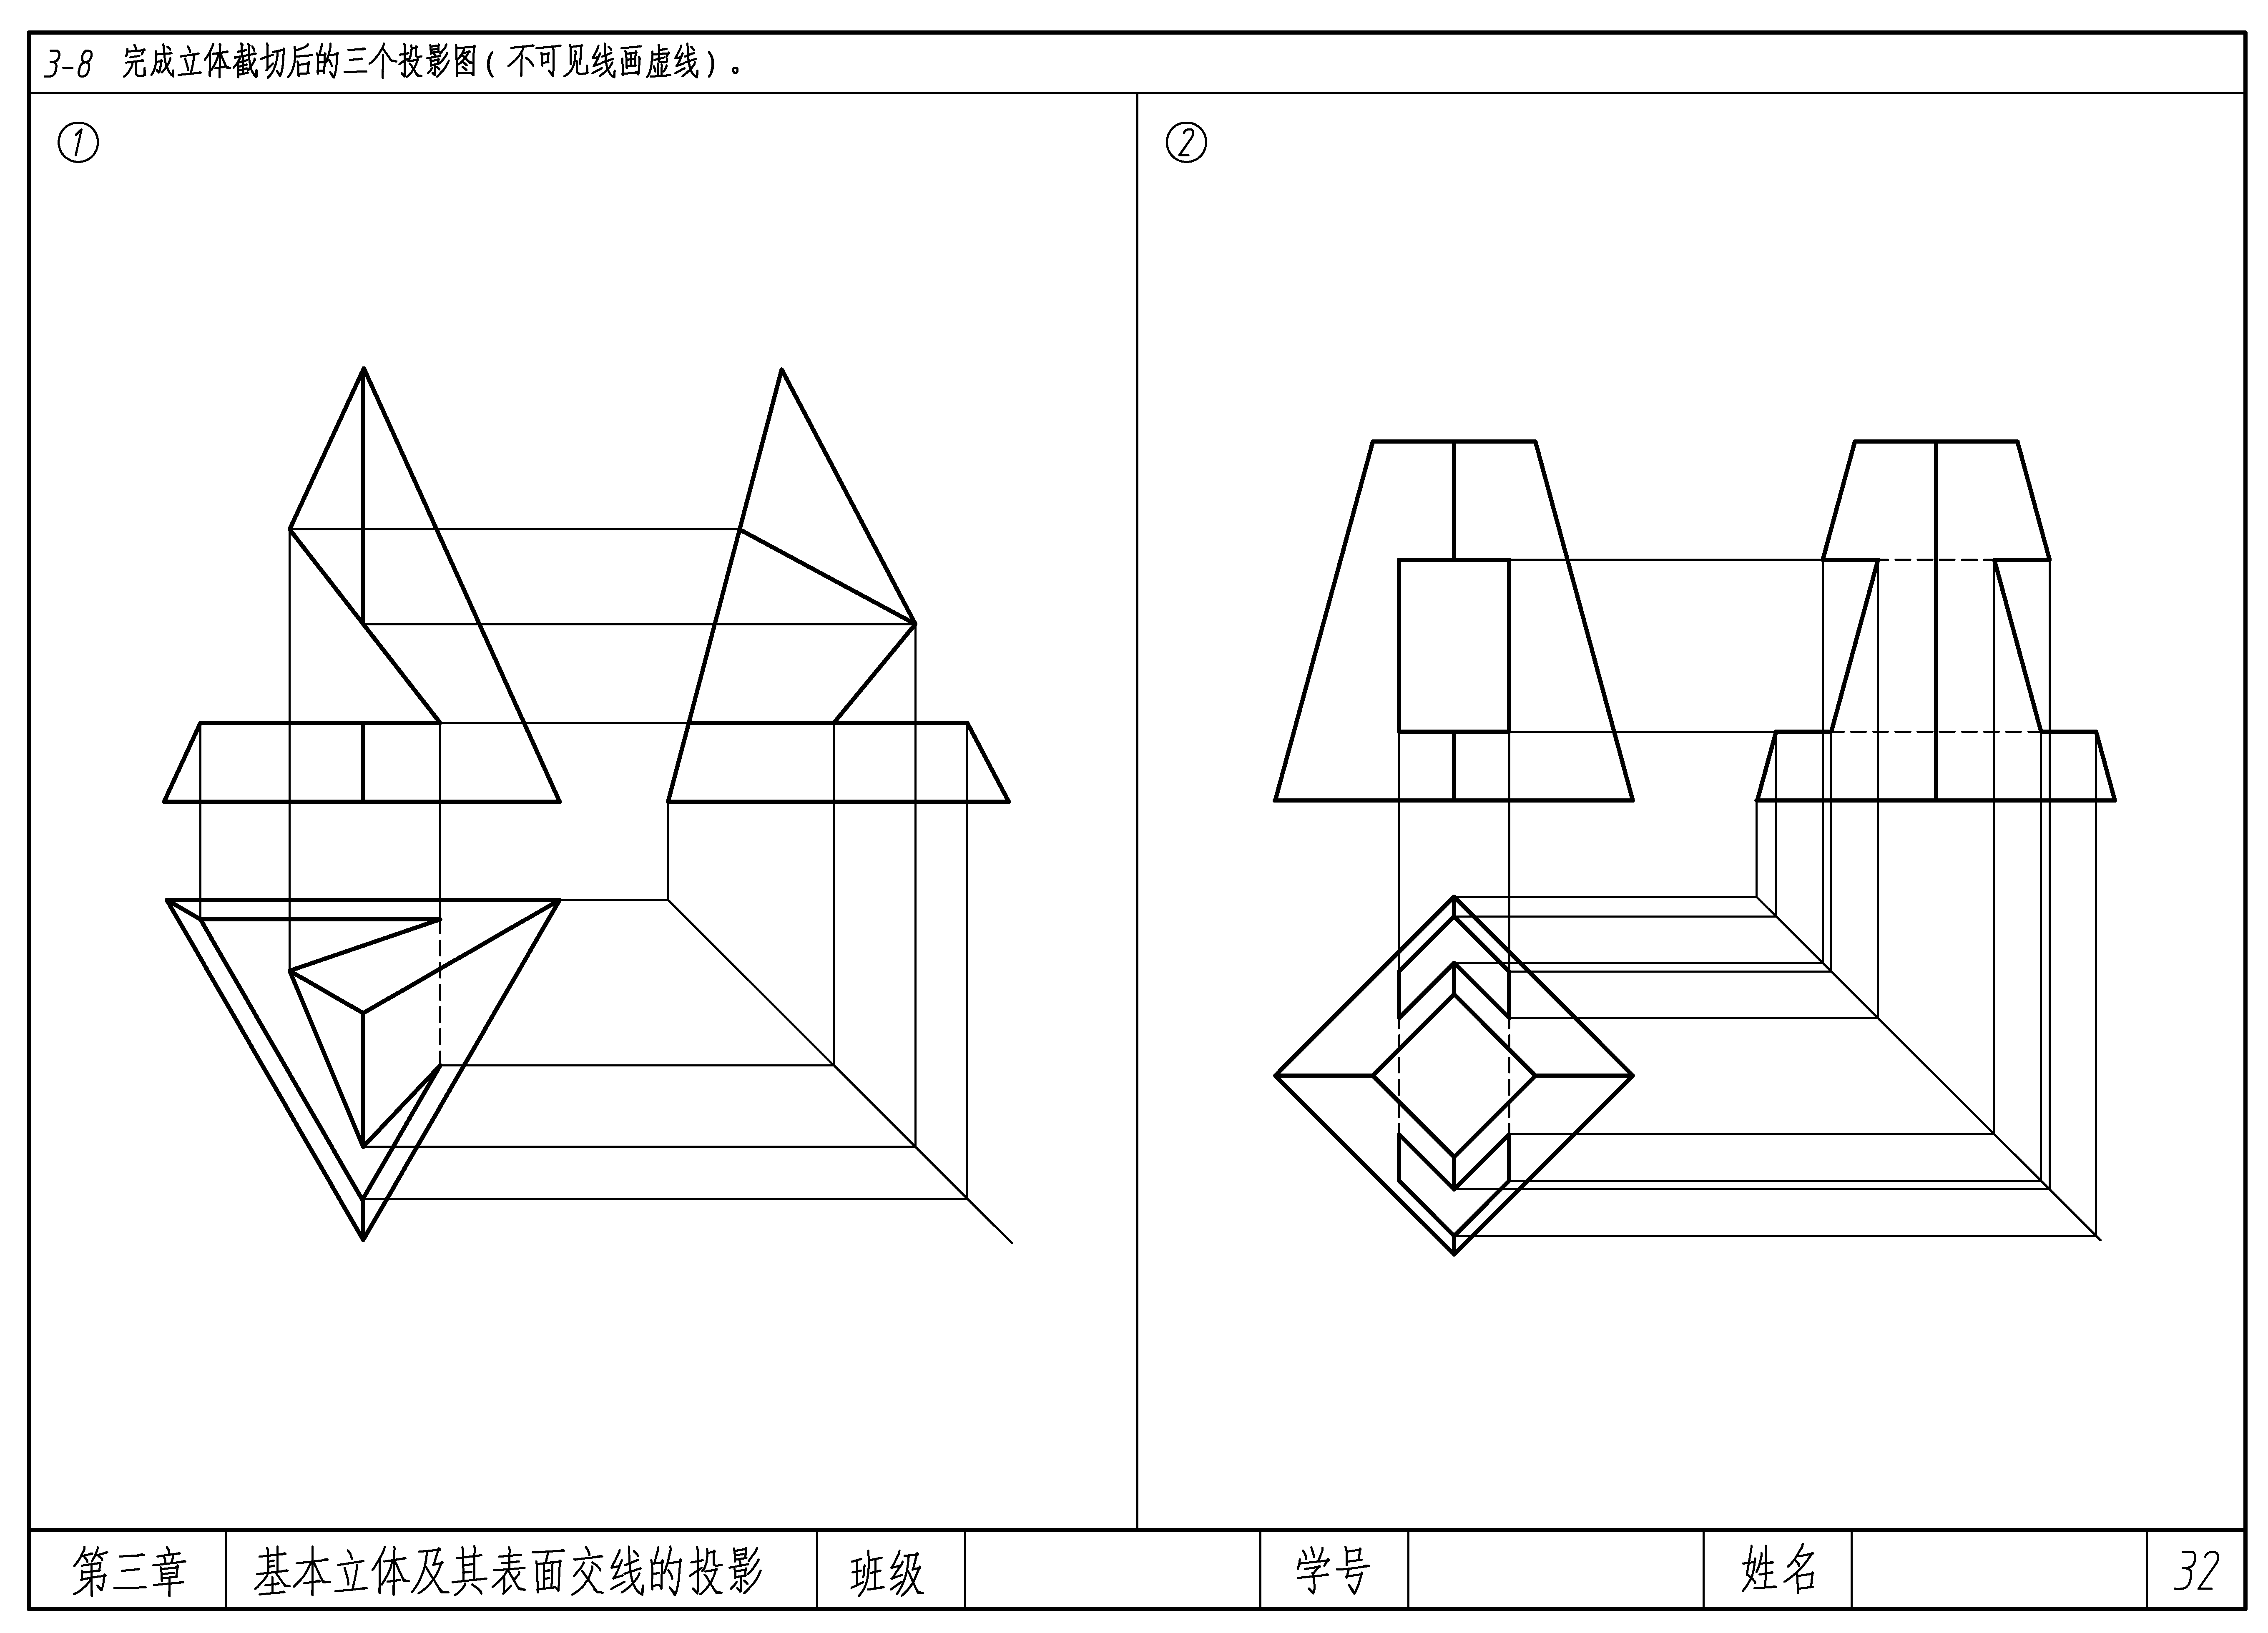 3-8 完成立体截切后的三个投影图(不可见线画虚线)。
① ②
第三章 基本立体及其表面交线的投影 班级 学号 姓名 32